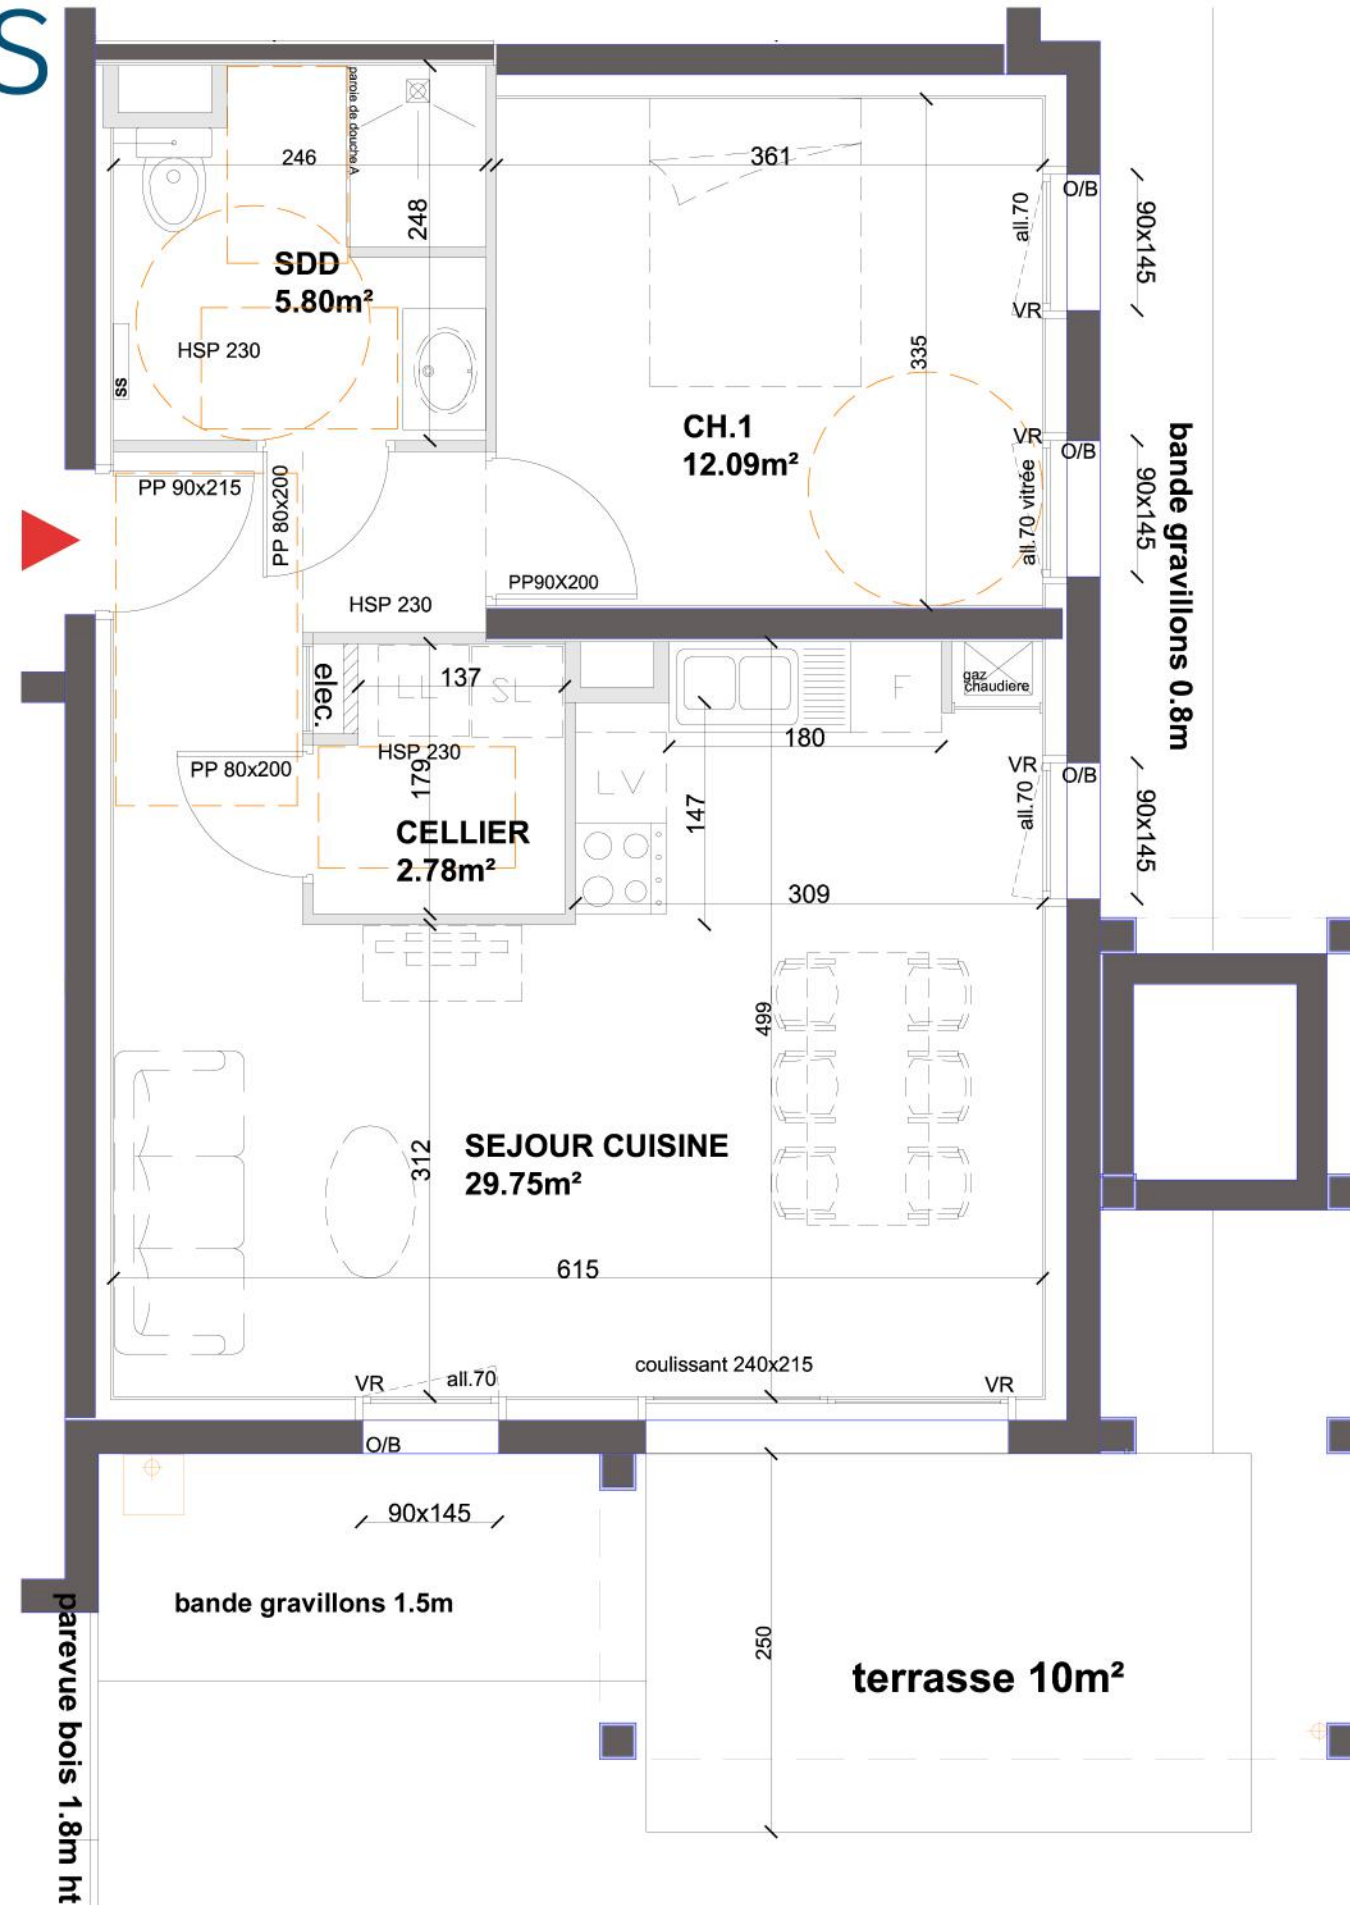 S
paroie de douche A
246
361
248
SDD
5.80m²
HSP 230
ss
O/B
all.70
90x145
VR
335
CH.1
12.09m²
VR
O/B
all.70 vitrée
90x145
bande gravillons 0.8m
PP 90x215
PP 80x200
PP90X200
HSP 230
elec.
137
LL
SL
F
gaz
chaudiere
HSP 230
180
PP 80x200
179
LV
147
VR
O/B
all.70
90x145
CELLIER
2.78m²
309
499
312
SEJOUR CUISINE
29.75m²
615
coulissant 240x215
VR
all.70
VR
O/B
90x145
bande gravillons 1.5m
250
terrasse 10m²
parevue bois 1.8m ht